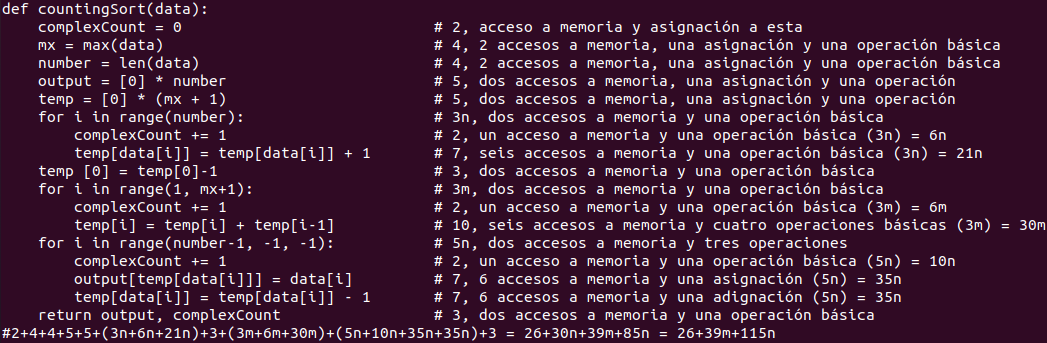 def countingSort(data):
    complexCount = 0                        # 2, acceso a memoria y asignación a esta
    mx = max(data)                          # 4, 2 accesos a memoria, una asignación y una operación básica
    number = len(data)                      # 4, 2 accesos a memoria, una asignación y una operación básica
    output = [0] * number                   # 5, dos accesos a memoria, una asignación y una operación
    temp = [0] * (mx + 1)                   # 5, dos accesos a memoria, una asignación y una operación
    for i in range(number):                 # 3n, dos accesos a memoria y una operación básica
        complexCount += 1                   # 2, un acceso a memoria y una operación básica (3n) = 6n
        temp[data[i]] = temp[data[i]] + 1   # 7, seis accesos a memoria y una operación básica (3n) = 21n
    temp [0] = temp[0]-1                    # 3, dos accesos a memoria y una operación básica
    for i in range(1, mx+1):                # 3m, dos accesos a memoria y una operación básica
        complexCount += 1                   # 2, un acceso a memoria y una operación básica (3m) = 6m
        temp[i] = temp[i] + temp[i-1]       # 10, seis accesos a memoria y cuatro operaciones básicas (3m) = 30m
    for i in range(number-1, -1, -1):       # 5n, dos accesos a memoria y tres operaciones
        complexCount += 1                   # 2, un acceso a memoria y una operación básica (5n) = 10n
        output[temp[data[i]]] = data[i]     # 7, 6 accesos a memoria y asignación (5n) = 35n
        temp[data[i]] = temp[data[i]] - 1   # 7, 6 accesos a memoria y una adignación (5n) = 35n
    return output, complexCount             # 3, dos accesos a memoria y una operación básica
#2+4+4+5+5+(3n+6n+21n)+3+(3m+6m+30m)+(5n+10n+35n+35n)+3 = 26+30n+39m+85n = 26+39m+115n